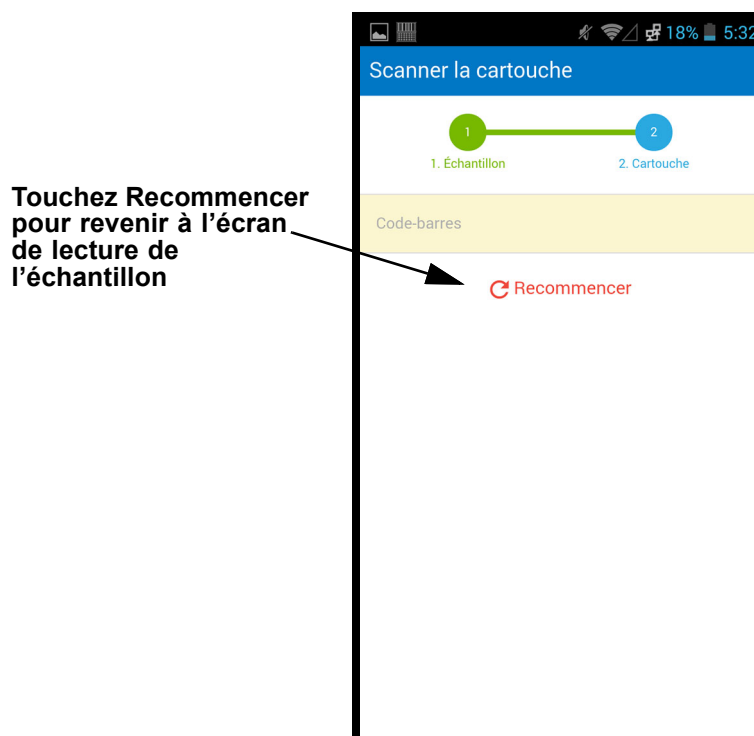 18% 5:32
Scanner la cartouche
1 2
1. Échantillon 2. Cartouche
Touchez Recommencer
pour revenir à l'écran
de lecture de
l'échantillon
Code-barres
Recommencer